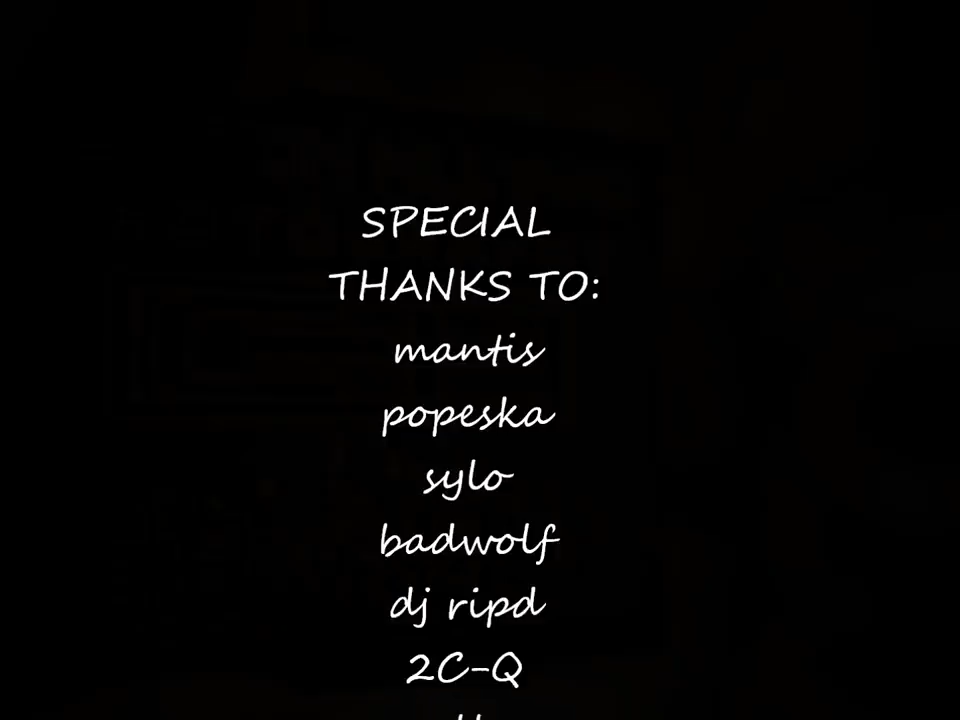 SPECIAL
THANKS TO:
mantis
popeska
sylo
badwolf
dj ripd
2C-Q